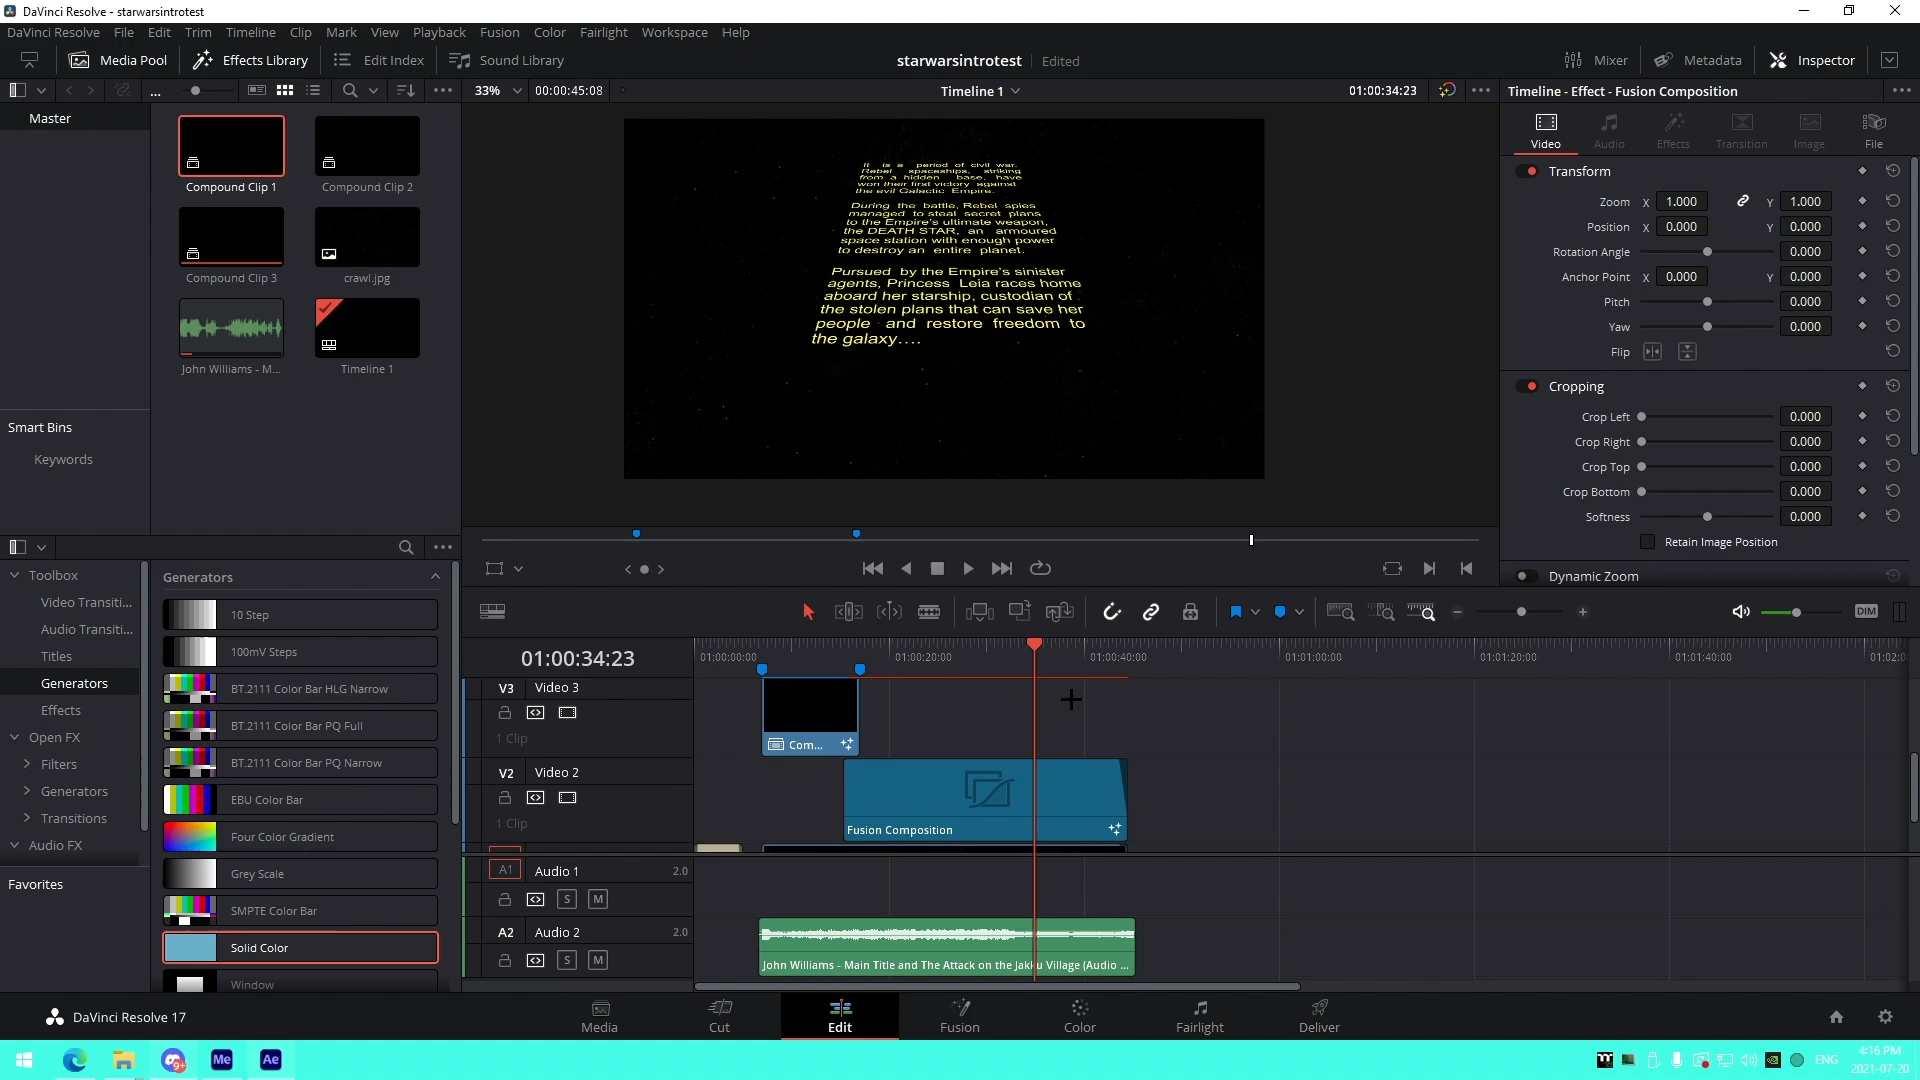 DaVinci Resolve - starwarsintrotest
DaVinci Resolve File Edit Trim Timeline Clip Mark View Playback Fusion Color Fairlight Workspace Help
Media Pool Effects Library Edit Index Sound Library starwarsintrotest Edited Mixer Metadata Inspector
... 33% 00:00:45:08 Timeline 1 01:00:34:23 Timeline - Effect - Fusion Composition
Master
Compound Clip 1 Compound Clip 2
Compound Clip 3 crawl.jpg
John Williams - M... Timeline 1
Smart Bins
Keywords
It is a period of civil war.
Rebel spaceships, striking
from a hidden base, have
won their first victory against
the evil Galactic Empire.
During the battle, Rebel spies
managed to steal secret plans
to the Empire's ultimate weapon,
the DEATH STAR, an armoured
space station with enough power
to destroy an entire planet.
Pursued by the Empire's sinister
agents, Princess Leia races home
aboard her starship, custodian of
the stolen plans that can save her
people and restore freedom to
the galaxy....
Video Audio Effects Transition Image File
Transform
Zoom X 1.000 Y 1.000
Position X 0.000 Y 0.000
Rotation Angle 0.000
Anchor Point X 0.000 Y 0.000
Pitch 0.000
Yaw 0.000
Flip
Cropping
Crop Left 0.000
Crop Right 0.000
Crop Top 0.000
Crop Bottom 0.000
Softness 0.000
Retain Image Position
Dynamic Zoom
Toolbox
Video Transiti...
Audio Transiti...
Titles
Generators
Effects
Open FX
Filters
Generators
Transitions
Audio FX
Favorites
Generators
10 Step
100mV Steps
BT.2111 Color Bar HLG Narrow
BT.2111 Color Bar PQ Full
BT.2111 Color Bar PQ Narrow
EBU Color Bar
Four Color Gradient
Grey Scale
SMPTE Color Bar
Solid Color
Window
DIM
01:00:34:23 01:00:00:00 01:00:20:00 01:00:40:00 01:01:00:00 01:01:20:00 01:01:40:00 01:02:0
V3 Video 3
1 Clip
Com...
V2 Video 2
1 Clip
Fusion Composition
A1 Audio 1 2.0
S M
A2 Audio 2 2.0
S M
John Williams - Main Title and The Attack on the Jakku Village (Audio ...
DaVinci Resolve 17 Media Cut Edit Fusion Color Fairlight Deliver
9+ Me Ae ENG 4:16 PM
2021-07-20